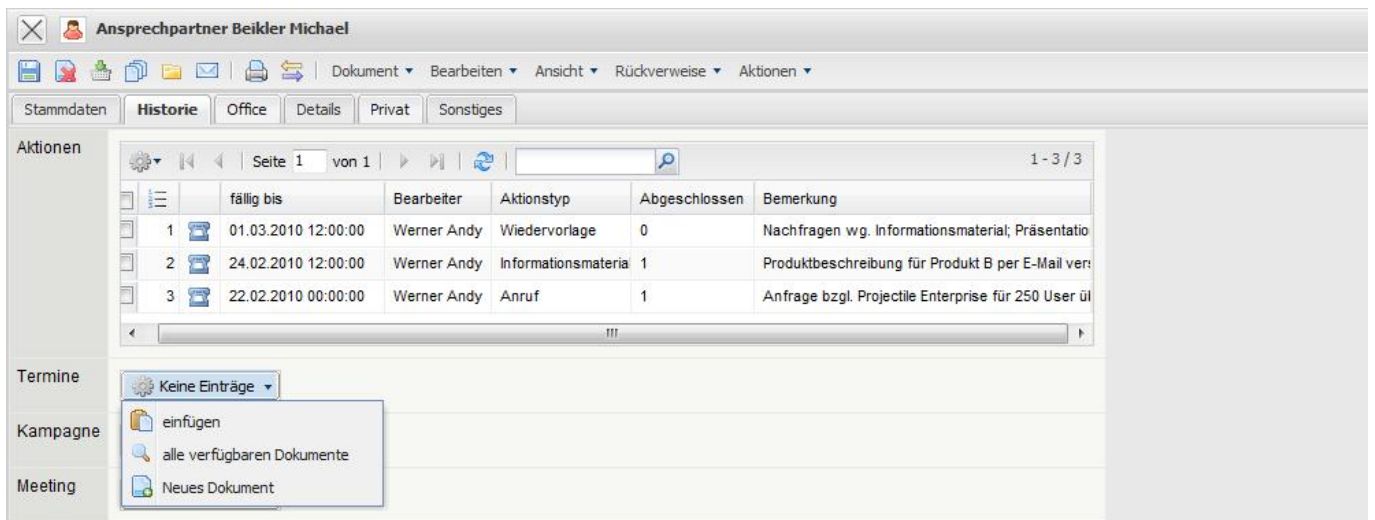 Ansprechpartner Beikler Michael
Dokument Bearbeiten Ansicht Rückverweise Aktionen
Stammdaten Historie Office Details Privat Sonstiges
Aktionen
Seite 1 von 1 1 - 3 / 3
fällig bis Bearbeiter Aktionstyp Abgeschlossen Bemerkung
1 01.03.2010 12:00:00 Werner Andy Wiedervorlage 0 Nachfragen wg. Informationsmaterial; Präsentatio
2 24.02.2010 12:00:00 Werner Andy Informationsmaterial 1 Produktbeschreibung für Produkt B per E-Mail vers
3 22.02.2010 00:00:00 Werner Andy Anruf 1 Anfrage bzgl. Projectile Enterprise für 250 User ül
Termine
Keine Einträge
einfügen
Kampagne
alle verfügbaren Dokumente
Meeting
Neues Dokument